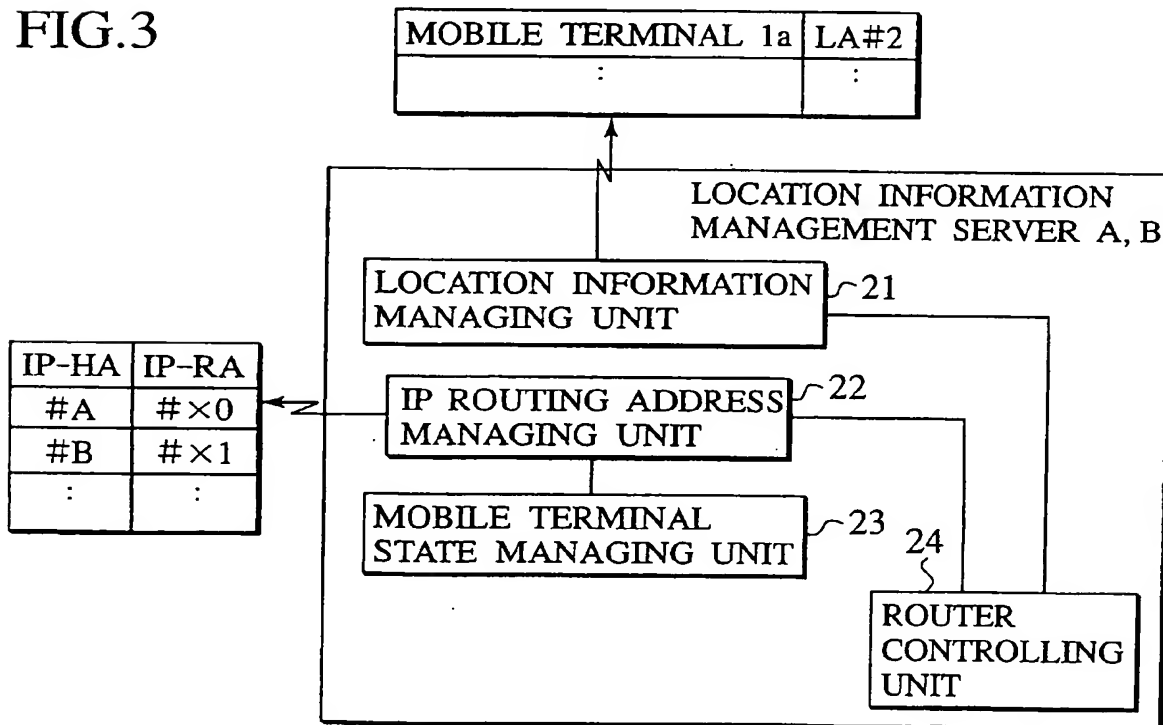 FIG.3
MOBILE TERMINAL 1a LA#2
: :
LOCATION INFORMATION
MANAGEMENT SERVER A, B
LOCATION INFORMATION
MANAGING UNIT
21
IP-HA IP-RA
#A #×0
#B #×1
: :
IP ROUTING ADDRESS
MANAGING UNIT
22
MOBILE TERMINAL
STATE MANAGING UNIT
23
24
ROUTER
CONTROLLING
UNIT